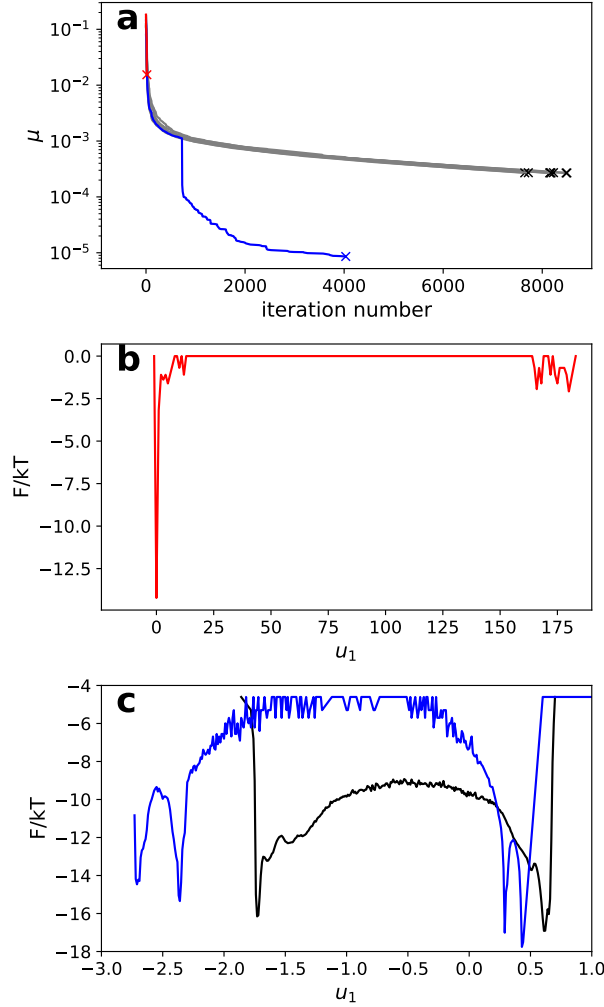 a
10⁻¹
10⁻²
10⁻³
10⁻⁴
10⁻⁵
μ
0 2000 4000 6000 8000
iteration number
b
0.0
−2.5
−5.0
−7.5
−10.0
−12.5
F/kT
0 25 50 75 100 125 150 175
u₁
c
−4
−6
−8
−10
−12
−14
−16
−18
F/kT
−3.0 −2.5 −2.0 −1.5 −1.0 −0.5 0.0 0.5 1.0
u₁